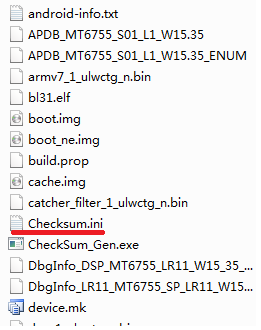 android-info.txt
APDB_MT6755_S01_L1_W15.35
APDB_MT6755_S01_L1_W15.35_ENUM
armv7_1_ulwctg_n.bin
bl31.elf
boot.img
boot_ne.img
build.prop
cache.img
catcher_filter_1_ulwctg_n.bin
Checksum.ini
CheckSum_Gen.exe
DbgInfo_DSP_MT6755_LR11_W15_35_...
DbgInfo_LR11_MT6755_SP_LR11_W15...
device.mk